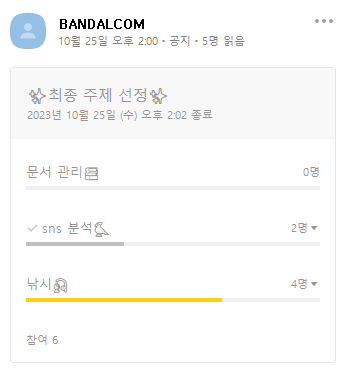 BANDALCOM
10월 25일 오후 2:00 · 공지 · 5명 읽음
✨최종 주제 선정✨
2023년 10월 25일 (수) 오후 2:02 종료
문서 관리 0명
sns 분석 2명
낚시 4명
참여 6